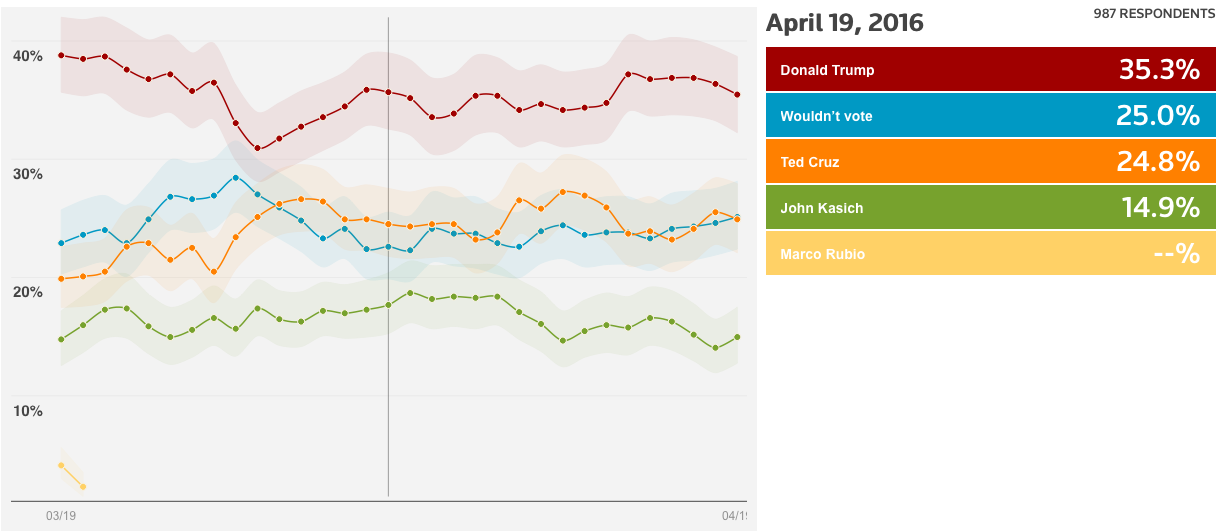 40%
30%
20%
10%
03/19
04/19
April 19, 2016
987 RESPONDENTS
Donald Trump 35.3%
Wouldn't vote 25.0%
Ted Cruz 24.8%
John Kasich 14.9%
Marco Rubio --%